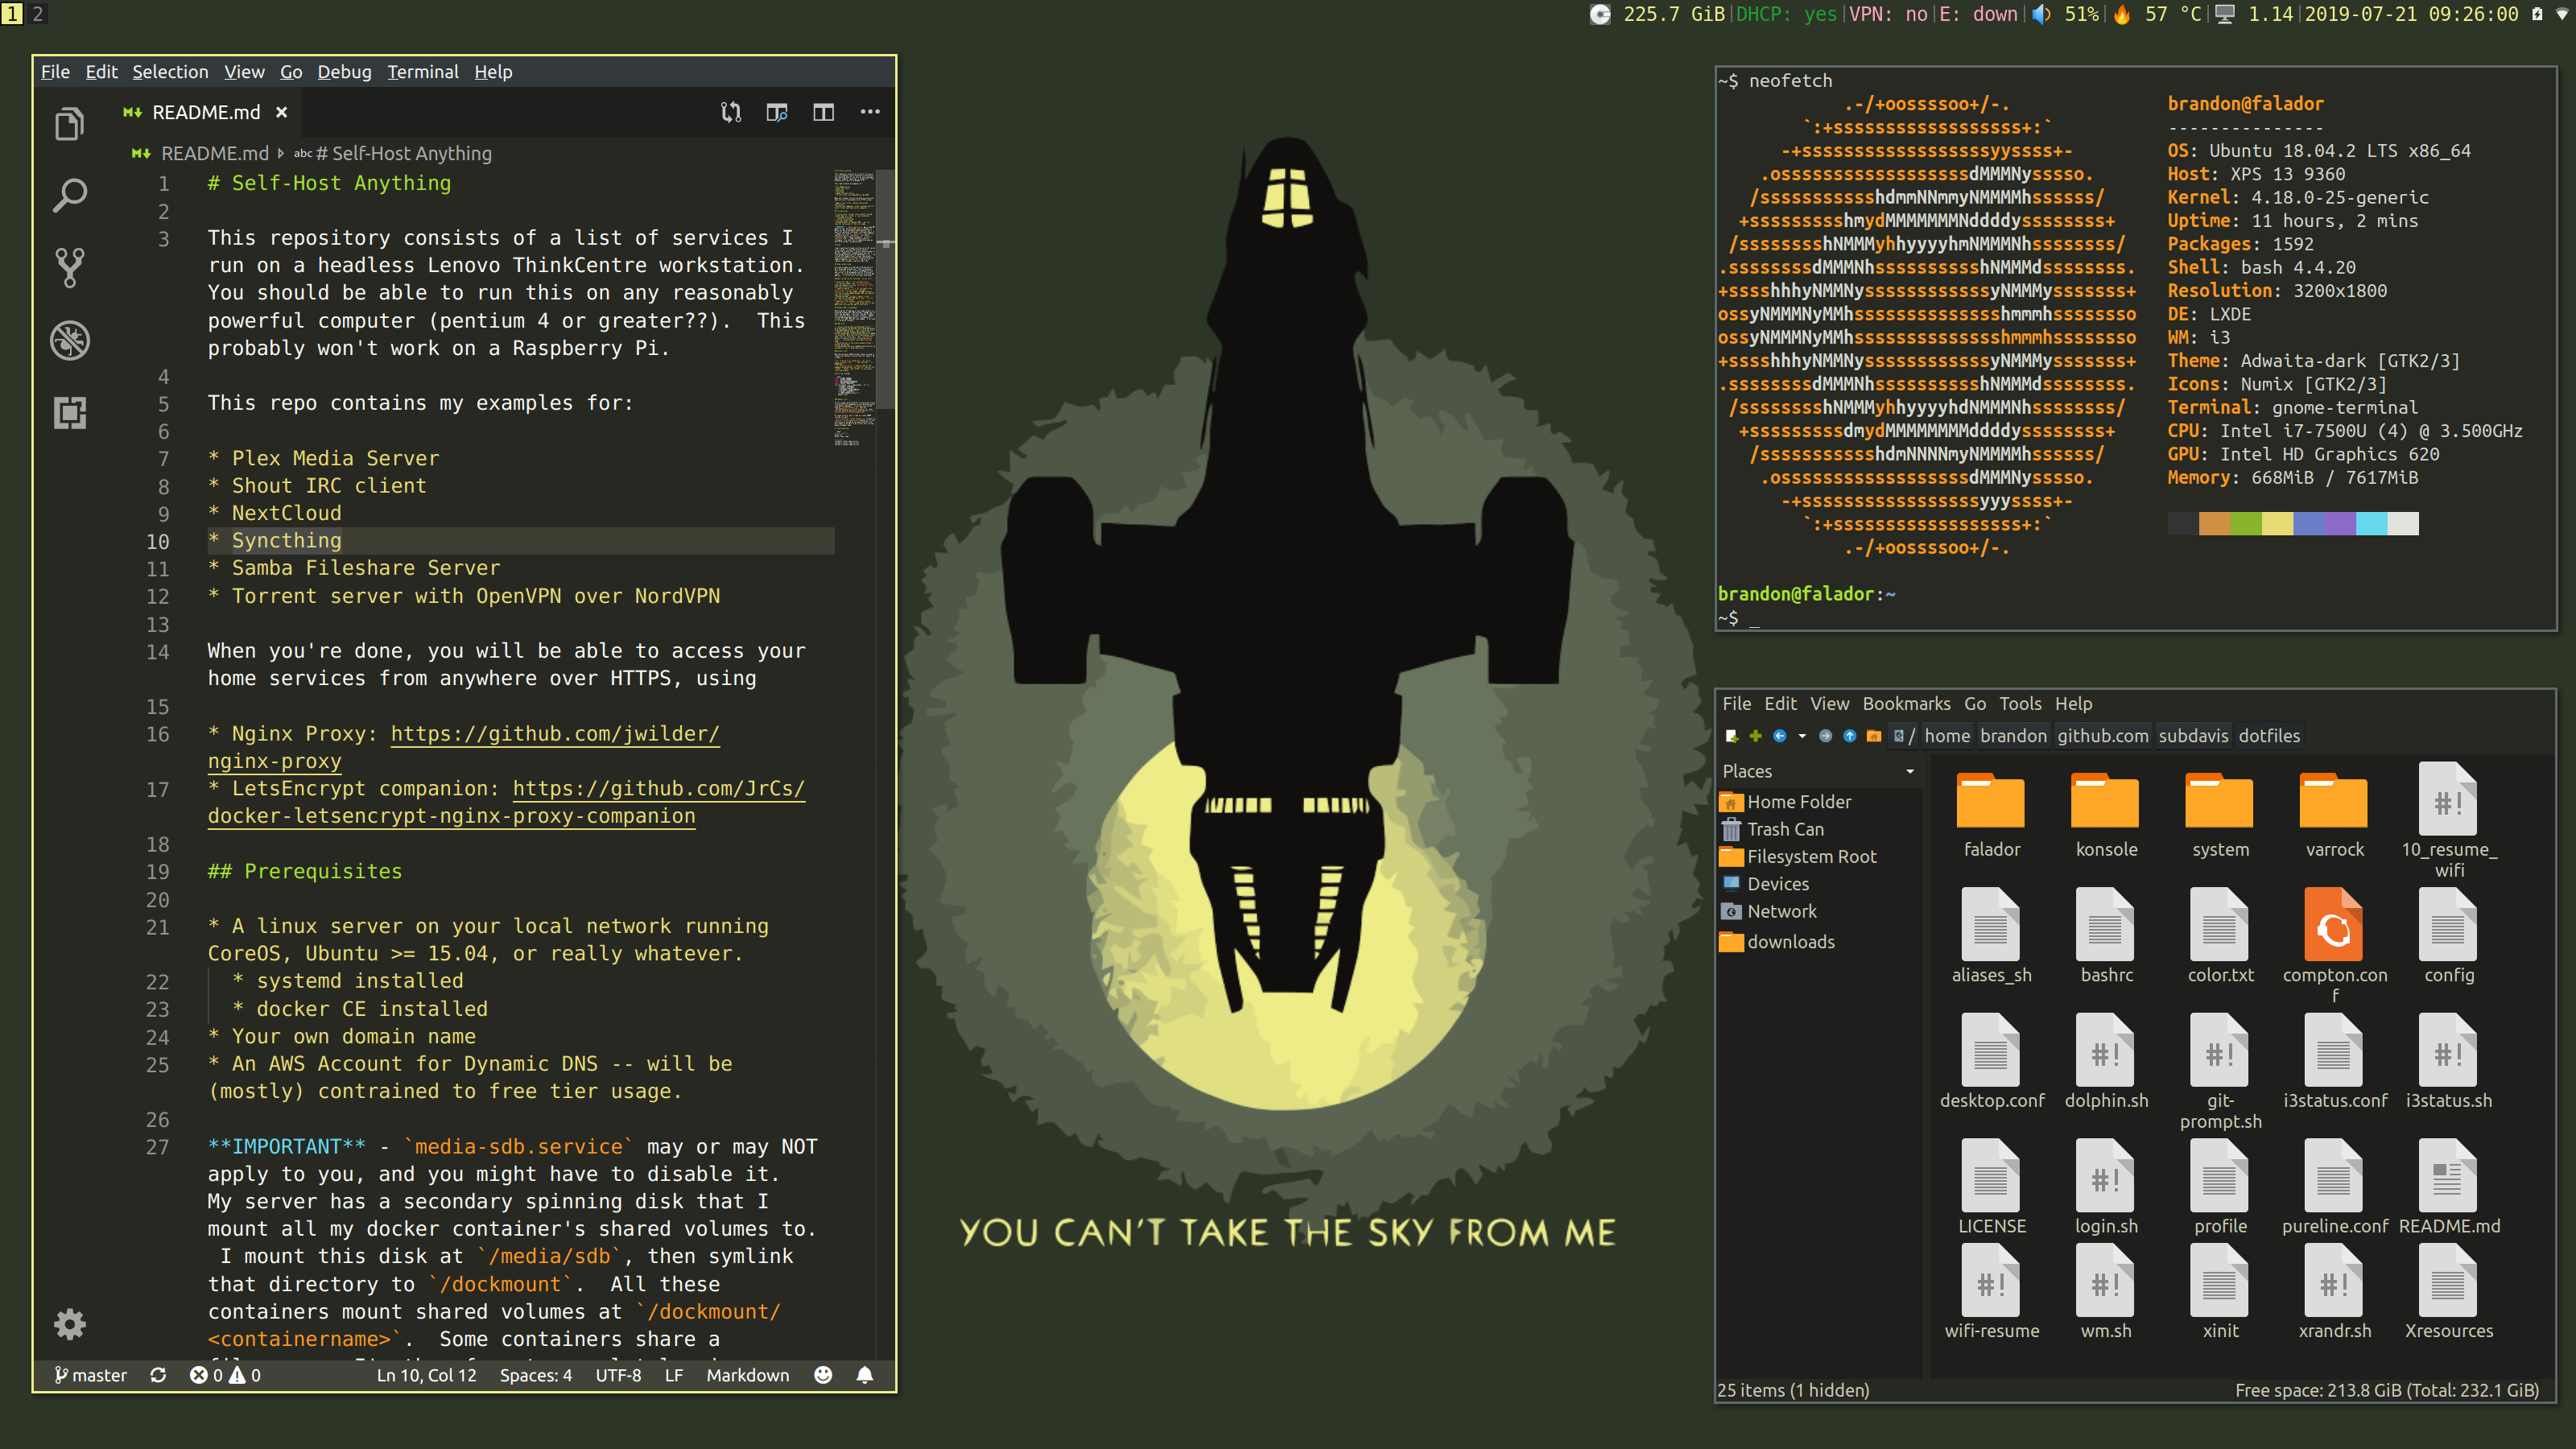 1 2
225.7 GiB|DHCP: yes|VPN: no|E: down| 51%| 57 °C| 1.14|2019-07-21 09:26:00
File Edit Selection View Go Debug Terminal Help
README.md ×
README.md abc # Self-Host Anything
1 # Self-Host Anything
2
3 This repository consists of a list of services I
run on a headless Lenovo ThinkCentre workstation.
You should be able to run this on any reasonably
powerful computer (pentium 4 or greater??).  This
probably won't work on a Raspberry Pi.
4
5 This repo contains my examples for:
6
7 * Plex Media Server
8 * Shout IRC client
9 * NextCloud
10 * Syncthing
11 * Samba Fileshare Server
12 * Torrent server with OpenVPN over NordVPN
13
14 When you're done, you will be able to access your
home services from anywhere over HTTPS, using
15
16 * Nginx Proxy: https://github.com/jwilder/
nginx-proxy
17 * LetsEncrypt companion: https://github.com/JrCs/
docker-letsencrypt-nginx-proxy-companion
18
19 ## Prerequisites
20
21 * A linux server on your local network running
CoreOS, Ubuntu >= 15.04, or really whatever.
22   * systemd installed
23   * docker CE installed
24 * Your own domain name
25 * An AWS Account for Dynamic DNS -- will be
(mostly) contrained to free tier usage.
26
27 **IMPORTANT** - `media-sdb.service` may or may NOT
apply to you, and you might have to disable it.
My server has a secondary spinning disk that I
mount all my docker container's shared volumes to.
I mount this disk at `/media/sdb`, then symlink
that directory to `/dockmount`.  All these
containers mount shared volumes at `/dockmount/
<containername>`.  Some containers share a
master 0 0 Ln 10, Col 12 Spaces: 4 UTF-8 LF Markdown
YOU CAN'T TAKE THE SKY FROM ME
~$ neofetch
brandon@falador
---------------
OS: Ubuntu 18.04.2 LTS x86_64
Host: XPS 13 9360
Kernel: 4.18.0-25-generic
Uptime: 11 hours, 2 mins
Packages: 1592
Shell: bash 4.4.20
Resolution: 3200x1800
DE: LXDE
WM: i3
Theme: Adwaita-dark [GTK2/3]
Icons: Numix [GTK2/3]
Terminal: gnome-terminal
CPU: Intel i7-7500U (4) @ 3.500GHz
GPU: Intel HD Graphics 620
Memory: 668MiB / 7617MiB
brandon@falador:~
~$ _
File Edit View Bookmarks Go Tools Help
/ home brandon github.com subdavis dotfiles
Places
Home Folder
Trash Can
Filesystem Root
Devices
Network
downloads
falador konsole system varrock 10_resume_
wifi
aliases_sh bashrc color.txt compton.con
f config
desktop.conf dolphin.sh git-
prompt.sh i3status.conf i3status.sh
LICENSE login.sh profile pureline.conf README.md
wifi-resume wm.sh xinit xrandr.sh Xresources
25 items (1 hidden) Free space: 213.8 GiB (Total: 232.1 GiB)